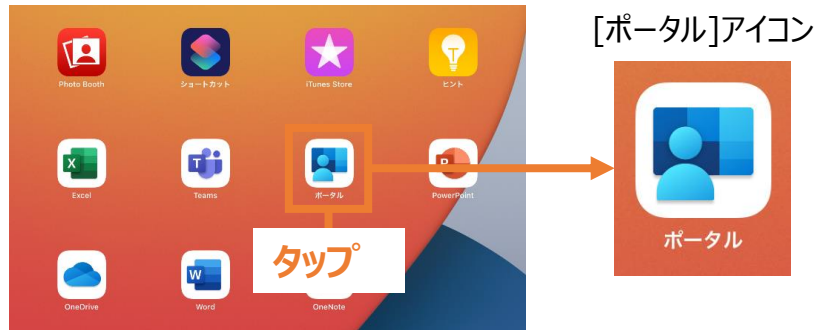 [ポータル]アイコン
Photo Booth
ショートカット
iTunes Store
ヒント
Excel
Teams
ポータル
PowerPoint
タップ
OneDrive
Word
OneNote
ポータル